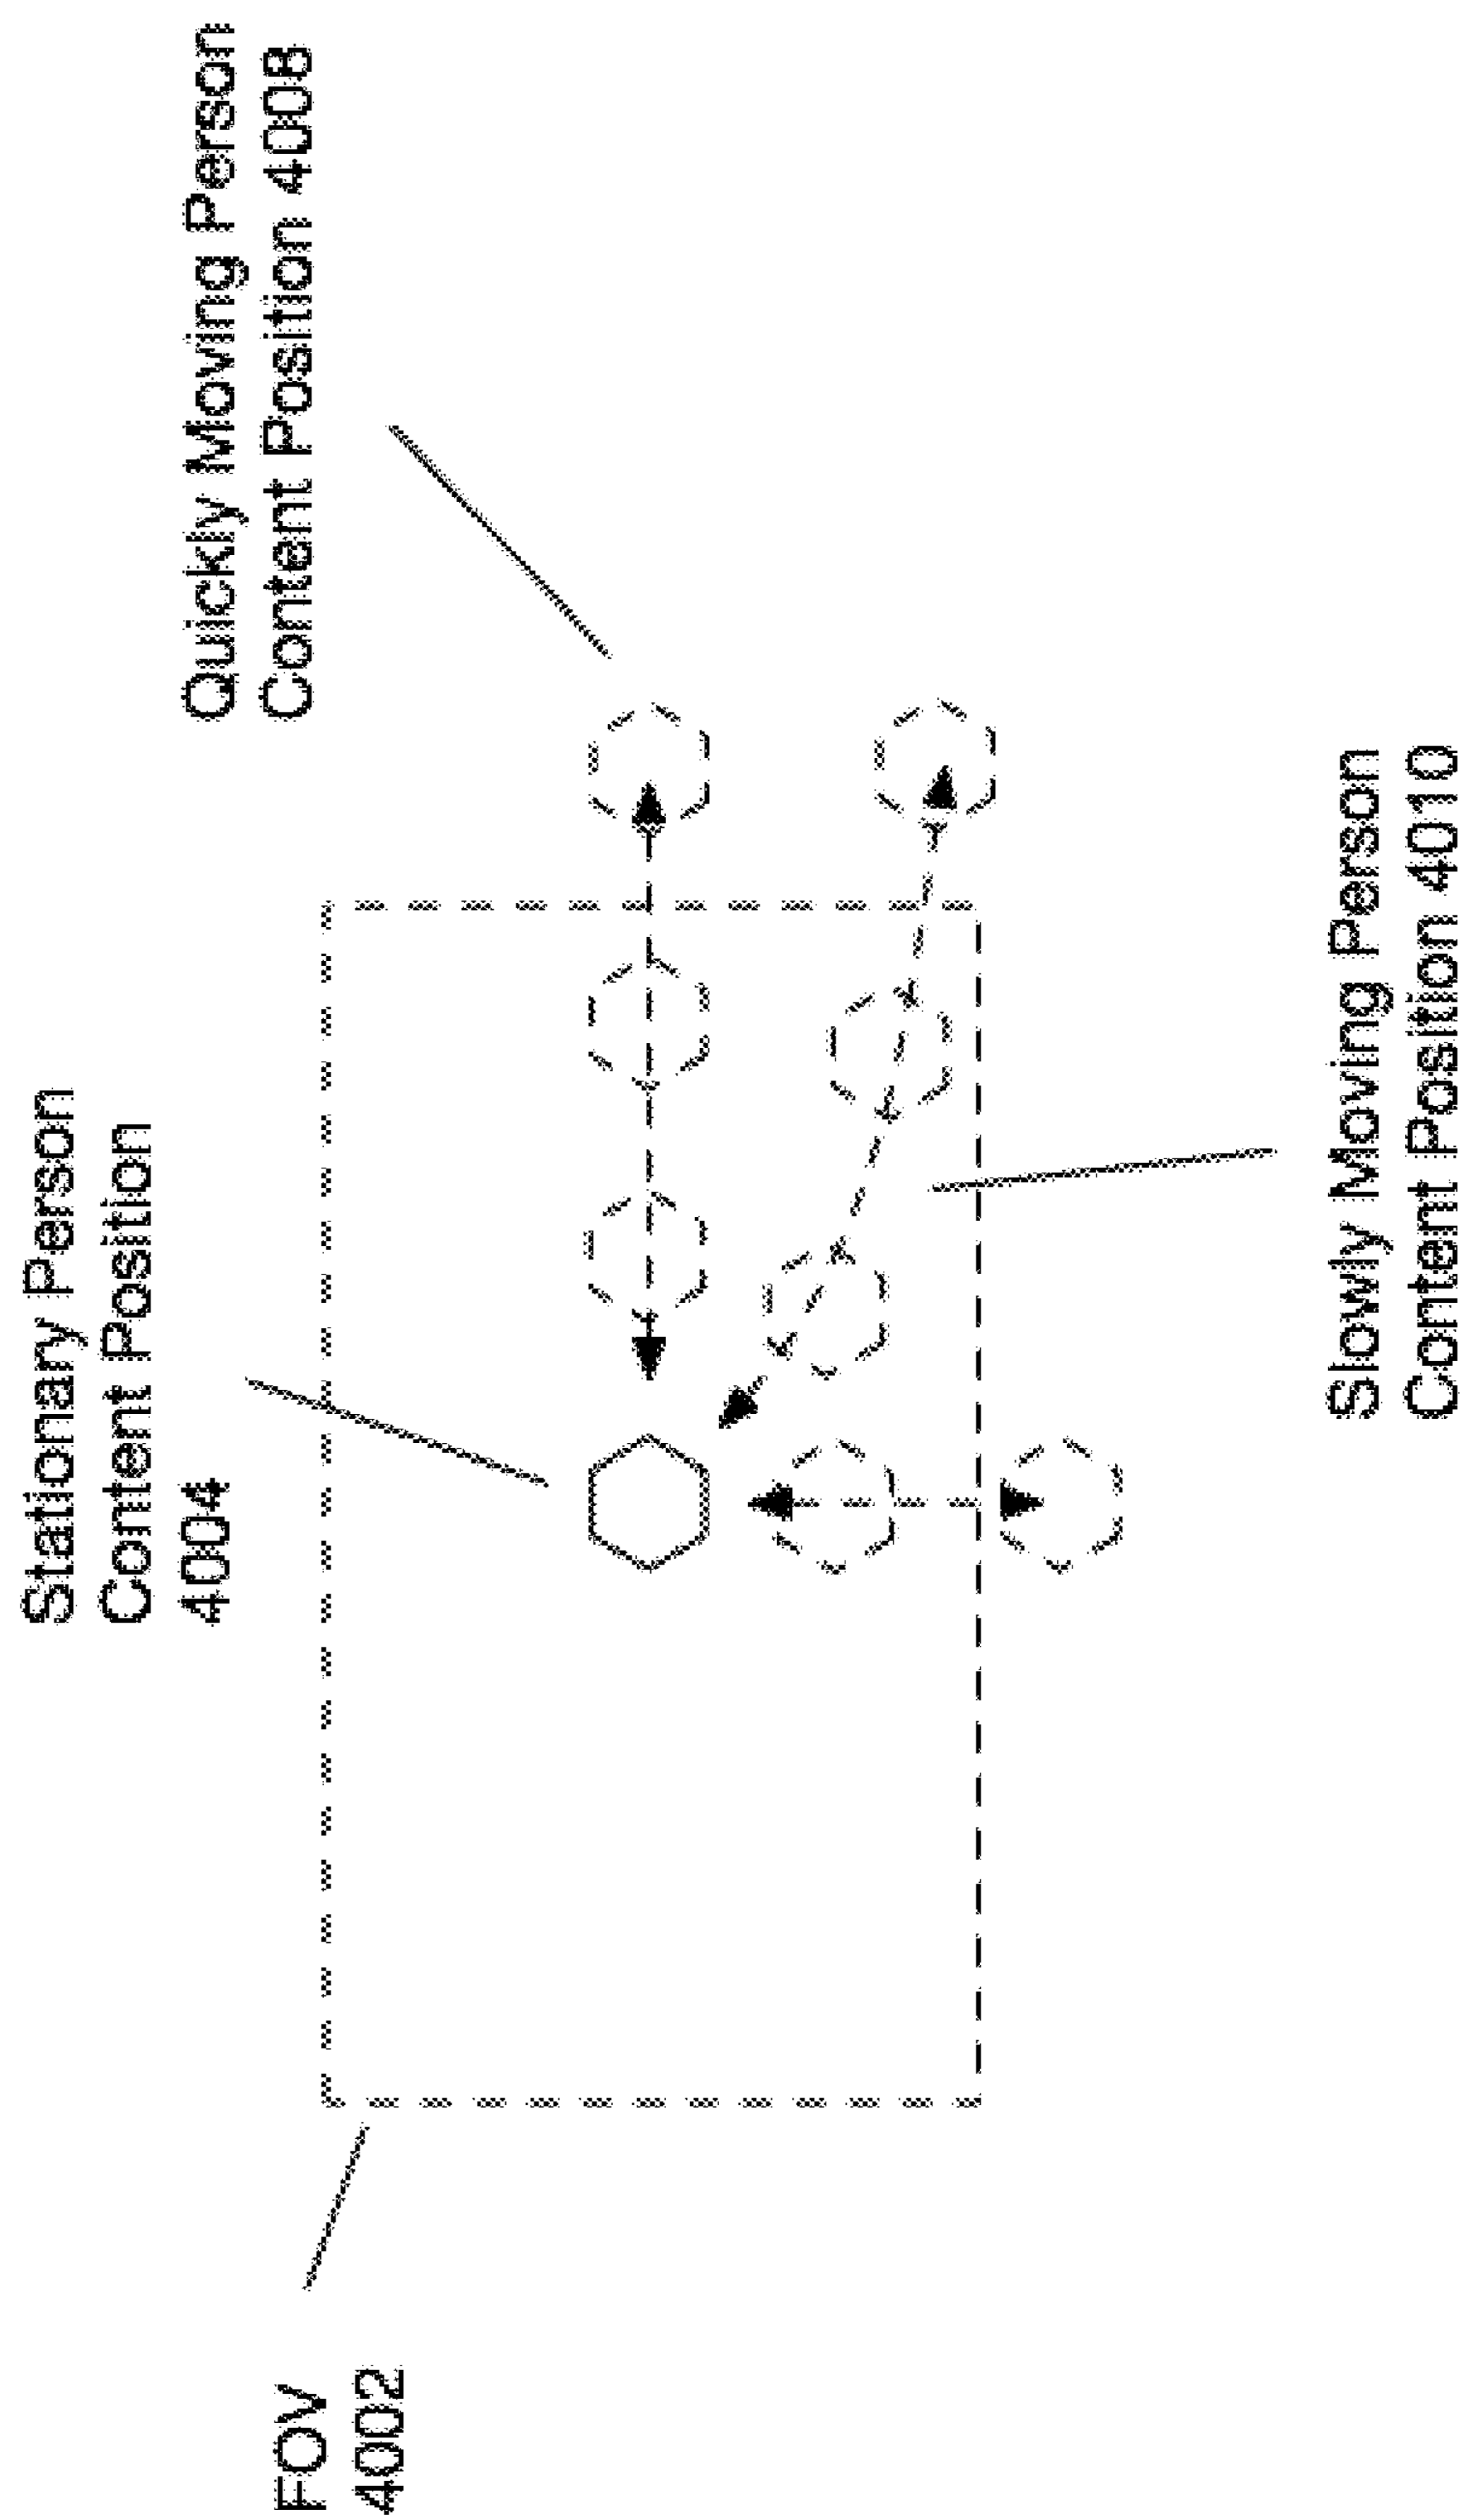 Stationary Person
Content Position
4004
Quickly Moving Person
Content Position 4008
FOV
4002
Slowly Moving Person
Content Position 4010